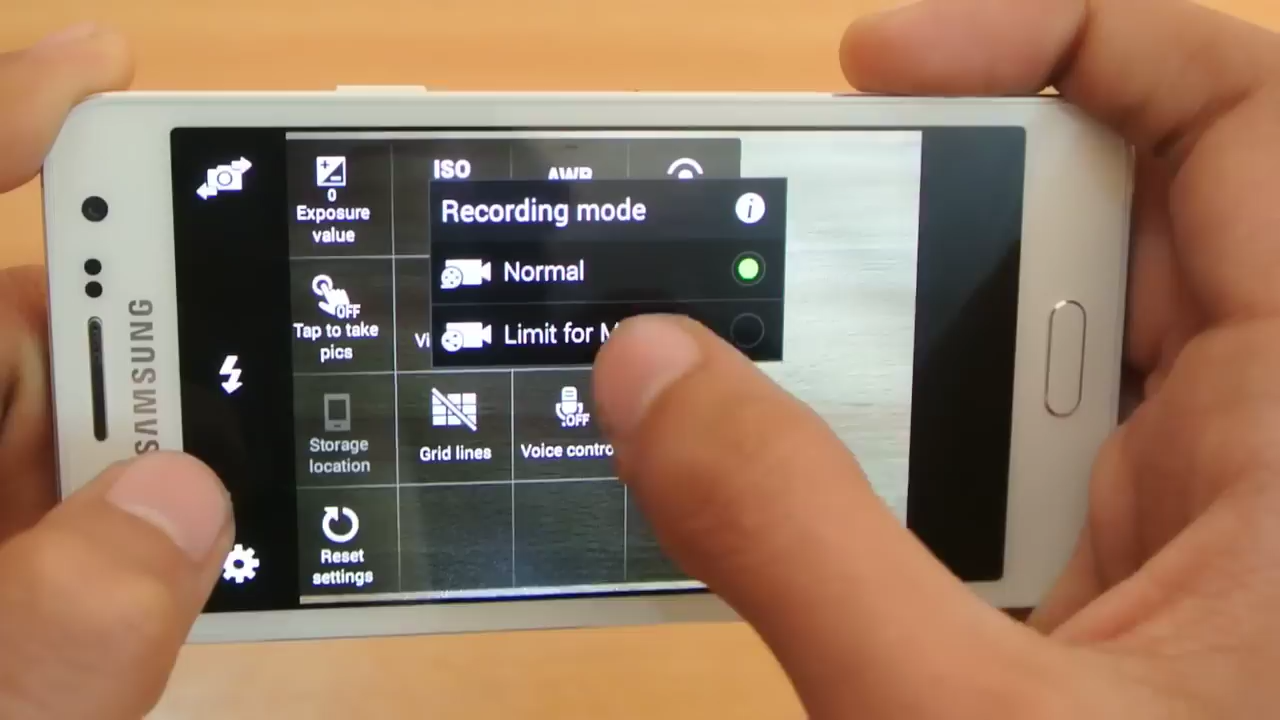 SAMSUNG
0
Exposure
value
ISO
AWB
Recording mode
i
Normal
Limit for M
OFF
Tap to take
pics
Vi
Storage
location
Grid lines
OFF
Voice contro
Reset
settings